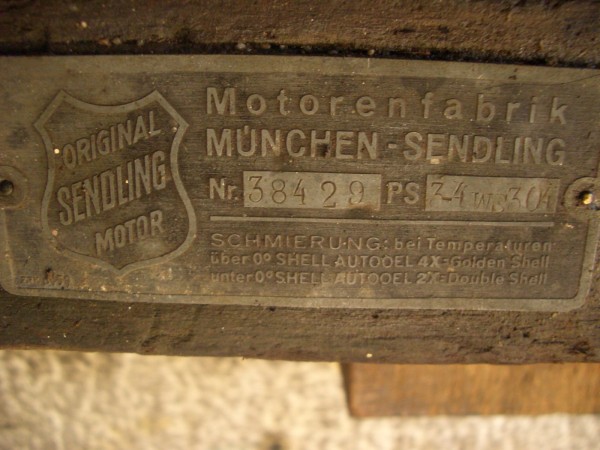 ORIGINAL
SENDLING
MOTOR
Motorenfabrik
MÜNCHEN-SENDLING
Nr. 38429 PS
SCHMIERUNG: bei Temperaturen
über 0° SHELL AUTOOEL 4X-Golden Shell
unter 0° SHELL AUTOOEL 2X-Double Shell